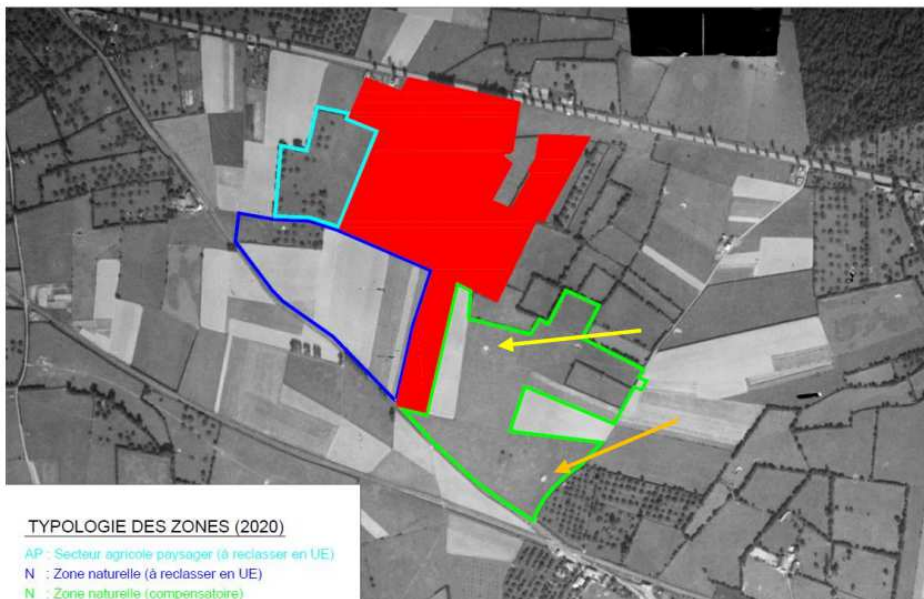 TYPOLOGIE DES ZONES (2020)
AP : Secteur agricole paysager (à reclasser en UE)
N : Zone naturelle (à reclasser en UE)
N : Zone naturelle (compensatoire)